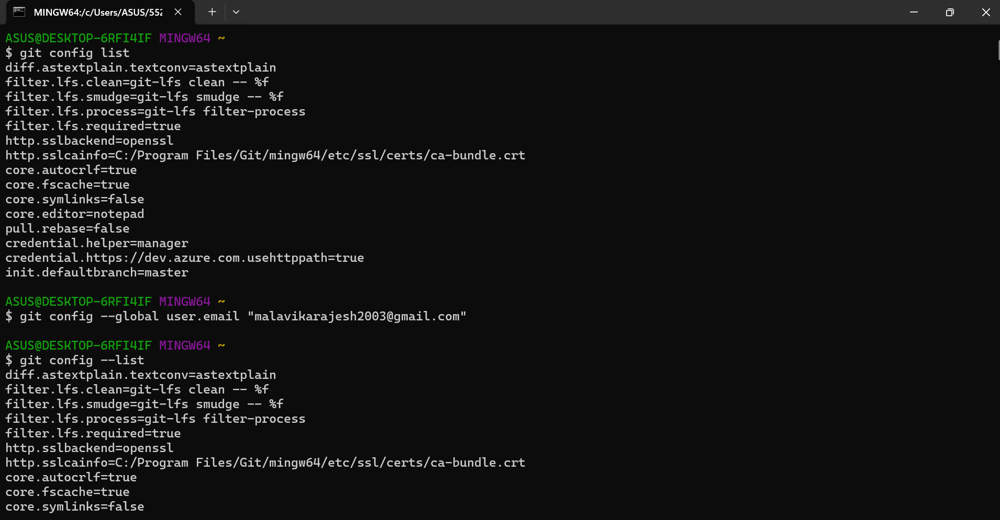 MINGW64:/c/Users/ASUS/552
ASUS@DESKTOP-6RFI4IF MINGW64 ~
$ git config list
diff.astextplain.textconv=astextplain
filter.lfs.clean=git-lfs clean -- %f
filter.lfs.smudge=git-lfs smudge -- %f
filter.lfs.process=git-lfs filter-process
filter.lfs.required=true
http.sslbackend=openssl
http.sslcainfo=C:/Program Files/Git/mingw64/etc/ssl/certs/ca-bundle.crt
core.autocrlf=true
core.fscache=true
core.symlinks=false
core.editor=notepad
pull.rebase=false
credential.helper=manager
credential.https://dev.azure.com.usehttppath=true
init.defaultbranch=master
ASUS@DESKTOP-6RFI4IF MINGW64 ~
$ git config --global user.email "malavikarajesh2003@gmail.com"
ASUS@DESKTOP-6RFI4IF MINGW64 ~
$ git config --list
diff.astextplain.textconv=astextplain
filter.lfs.clean=git-lfs clean -- %f
filter.lfs.smudge=git-lfs smudge -- %f
filter.lfs.process=git-lfs filter-process
filter.lfs.required=true
http.sslbackend=openssl
http.sslcainfo=C:/Program Files/Git/mingw64/etc/ssl/certs/ca-bundle.crt
core.autocrlf=true
core.fscache=true
core.symlinks=false